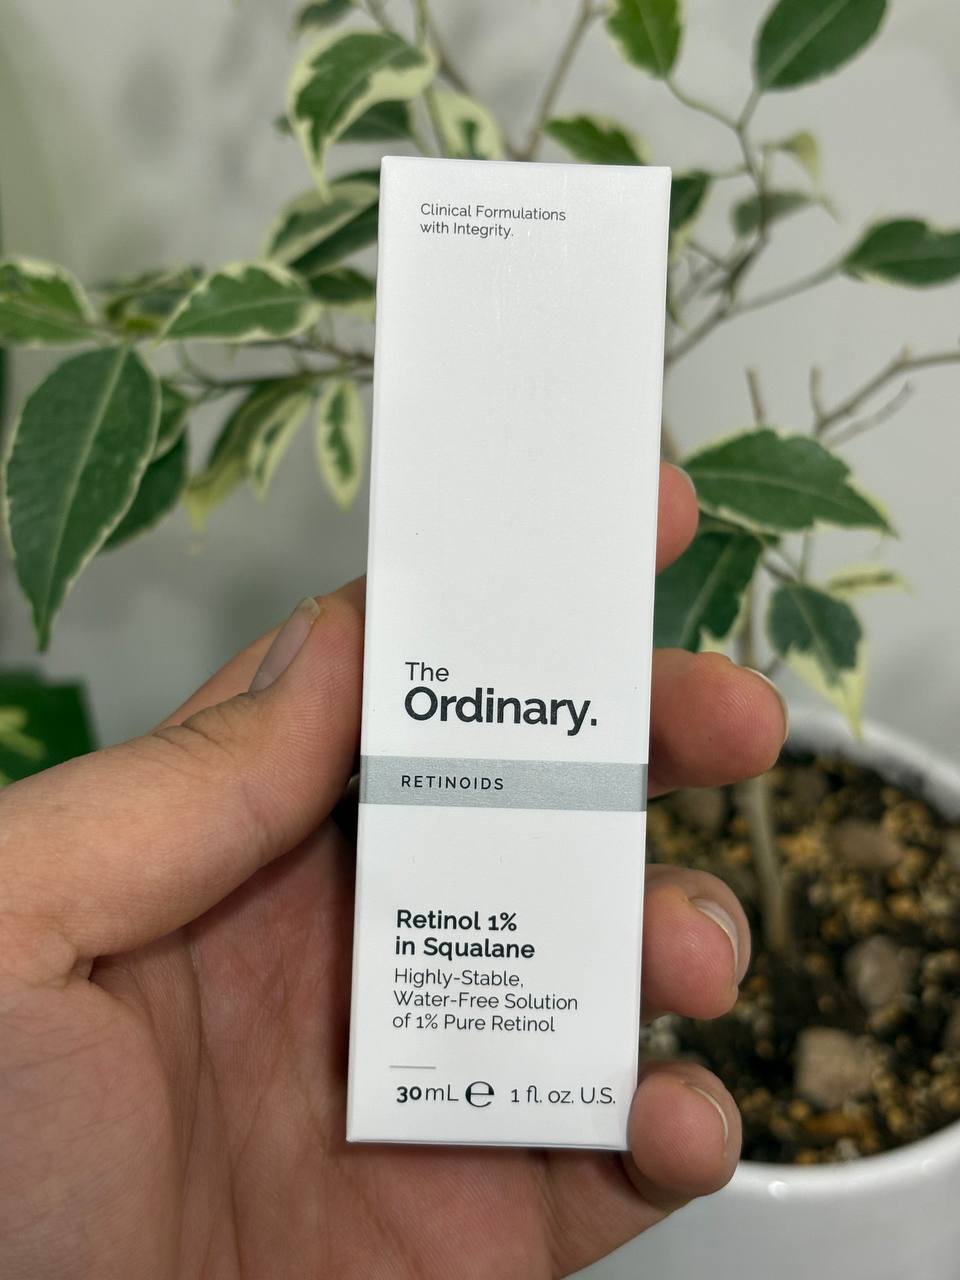 Clinical Formulations
with Integrity.
The
Ordinary.
RETINOIDS
Retinol 1%
in Squalane
Highly-Stable,
Water-Free Solution
of 1% Pure Retinol
30mL ℮ 1 fl. oz. U.S.